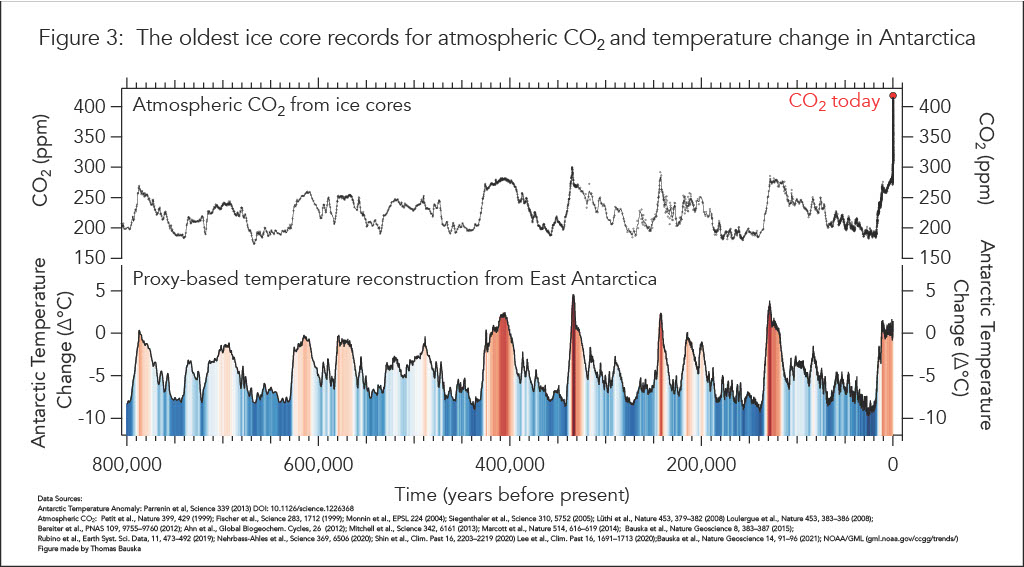 Figure 3: The oldest ice core records for atmospheric CO2 and temperature change in Antarctica
Atmospheric CO2 from ice cores
CO2 today
400
350
300
250
200
150
CO2 (ppm)
400
350
300
250
200
150
CO2 (ppm)
Proxy-based temperature reconstruction from East Antarctica
5
0
-5
-10
Antarctic Temperature
Change (Δ°C)
5
0
-5
-10
Antarctic Temperature
Change (Δ°C)
800,000 600,000 400,000 200,000 0
Time (years before present)
Data Sources:
Antarctic Temperature Anomaly: Parrenin et al, Science 339 (2013) DOI: 10.1126/science.1226368
Atmospheric CO2: Petit et al., Nature 399, 429 (1999); Fischer et al., Science 283, 1712 (1999); Monnin et al., EPSL 224 (2004); Siegenthaler et al., Science 310, 5752 (2005); Lüthi et al., Nature 453, 379–382 (2008) Loulergue et al., Nature 453, 383–386 (2008);
Bereiter et al., PNAS 109, 9755–9760 (2012); Ahn et al., Global Biogeochem. Cycles, 26 (2012); Mitchell et al., Science 342, 6161 (2013); Marcott et al., Nature 514, 616–619 (2014); Bauska et al., Nature Geoscience 8, 383–387 (2015);
Rubino et al., Earth Syst. Sci. Data, 11, 473–492 (2019); Nehrbass-Ahles et al., Science 369, 6506 (2020); Shin et al., Clim. Past 16, 2203–2219 (2020) Lee et al., Clim. Past 16, 1691–1713 (2020);Bauska et al., Nature Geoscience 14, 91–96 (2021); NOAA/GML (gml.noaa.gov/ccgg/trends/)
Figure made by Thomas Bauska